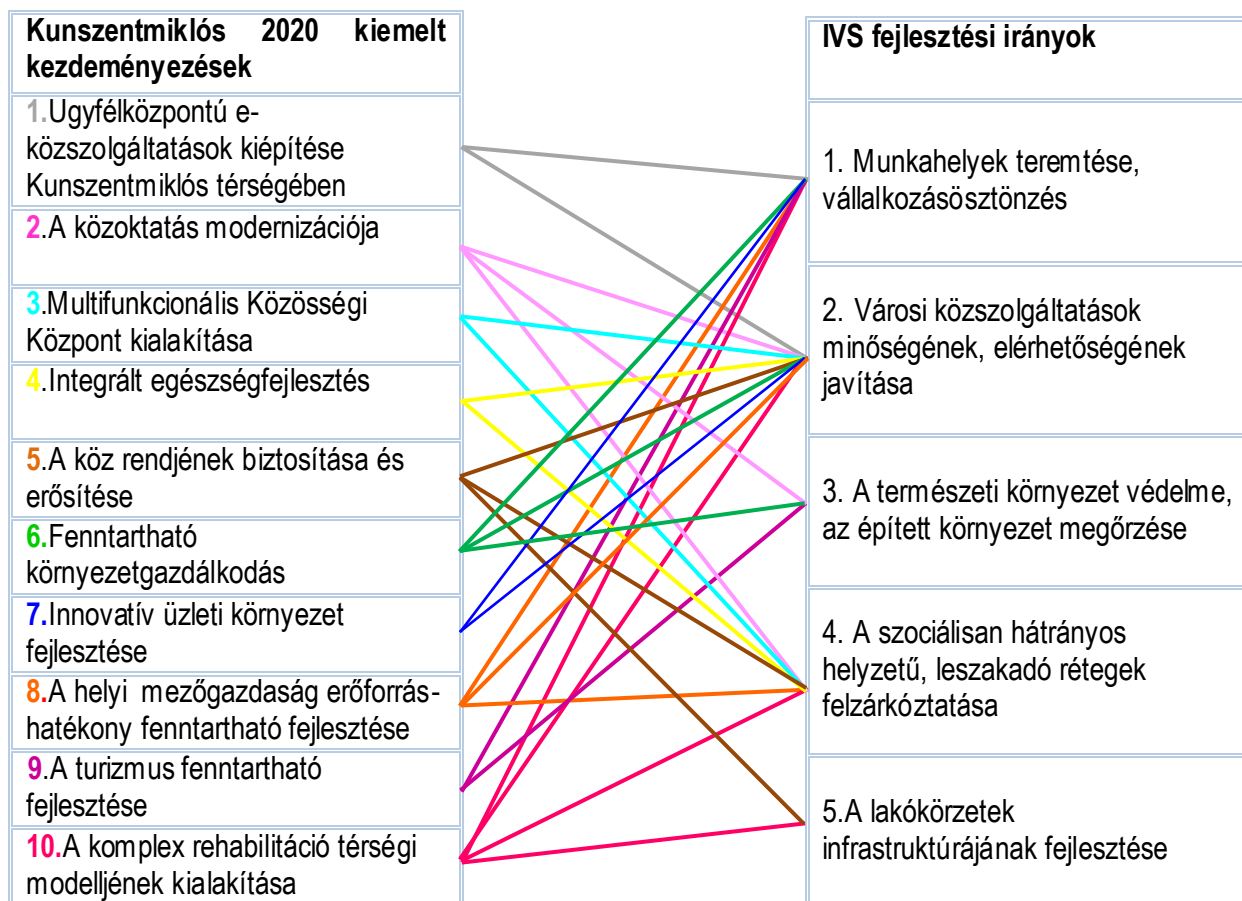 Kunszentmiklós 2020 kiemelt
kezdeményezések
1.Ugyfélközpontú e-
közszolgáltatások kiépítése
Kunszentmiklós térségében
2.A közoktatás modernizációja
3.Multifunkcionális Közösségi
Központ kialakítása
4.Integrált egészségfejlesztés
5.A köz rendjének biztosítása és
erősítése
6.Fenntartható
környezetgazdálkodás
7.Innovatív üzleti környezet
fejlesztése
8.A helyi mezőgazdaság erőforrás-
hatékony fenntartható fejlesztése
9.A turizmus fenntartható
fejlesztése
10.A komplex rehabilitáció térségi
modelljének kialakítása
IVS fejlesztési irányok
1. Munkahelyek teremtése,
vállalkozásösztönzés
2. Városi közszolgáltatások
minőségének, elérhetőségének
javítása
3. A természeti környezet védelme,
az épített környezet megőrzése
4. A szociálisan hátrányos
helyzetű, leszakadó rétegek
felzárkóztatása
5.A lakókörzetek
infrastruktúrájának fejlesztése